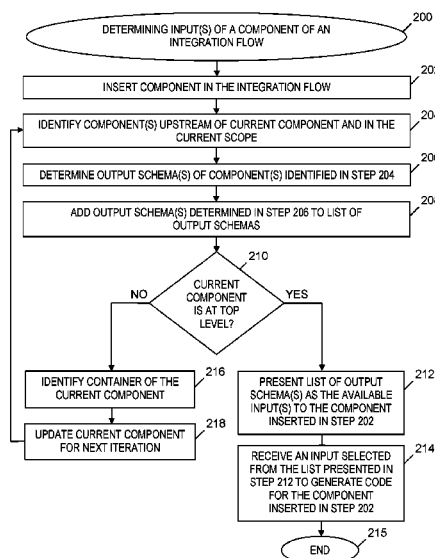 200
DETERMINING INPUT(S) OF A COMPONENT OF AN
INTEGRATION FLOW
INSERT COMPONENT IN THE INTEGRATION FLOW
IDENTIFY COMPONENT(S) UPSTREAM OF CURRENT COMPONENT AND IN THE
CURRENT SCOPE
DETERMINE OUTPUT SCHEMA(S) OF COMPONENT(S) IDENTIFIED IN STEP 204
ADD OUTPUT SCHEMA(S) DETERMINED IN STEP 206 TO LIST OF
OUTPUT SCHEMAS
210
CURRENT
COMPONENT
IS AT TOP
LEVEL?
NO
YES
216
IDENTIFY CONTAINER OF THE
CURRENT COMPONENT
218
UPDATE CURRENT COMPONENT
FOR NEXT ITERATION
212
PRESENT LIST OF OUTPUT
SCHEMA(S) AS THE AVAILABLE
INPUT(S) TO THE COMPONENT
INSERTED IN STEP 202
214
RECEIVE AN INPUT SELECTED
FROM THE LIST PRESENTED IN
STEP 212 TO GENERATE CODE
FOR THE COMPONENT
INSERTED IN STEP 202
215
END